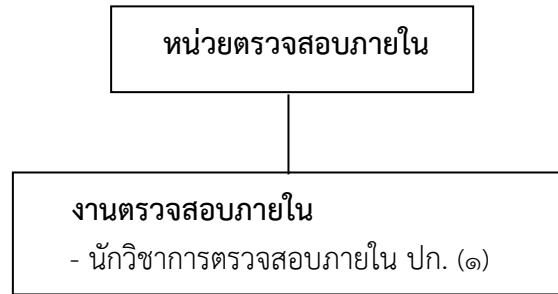 หน่วยตรวจสอบภายใน
งานตรวจสอบภายใน
- นักวิชาการตรวจสอบภายใน ปก. (๑)